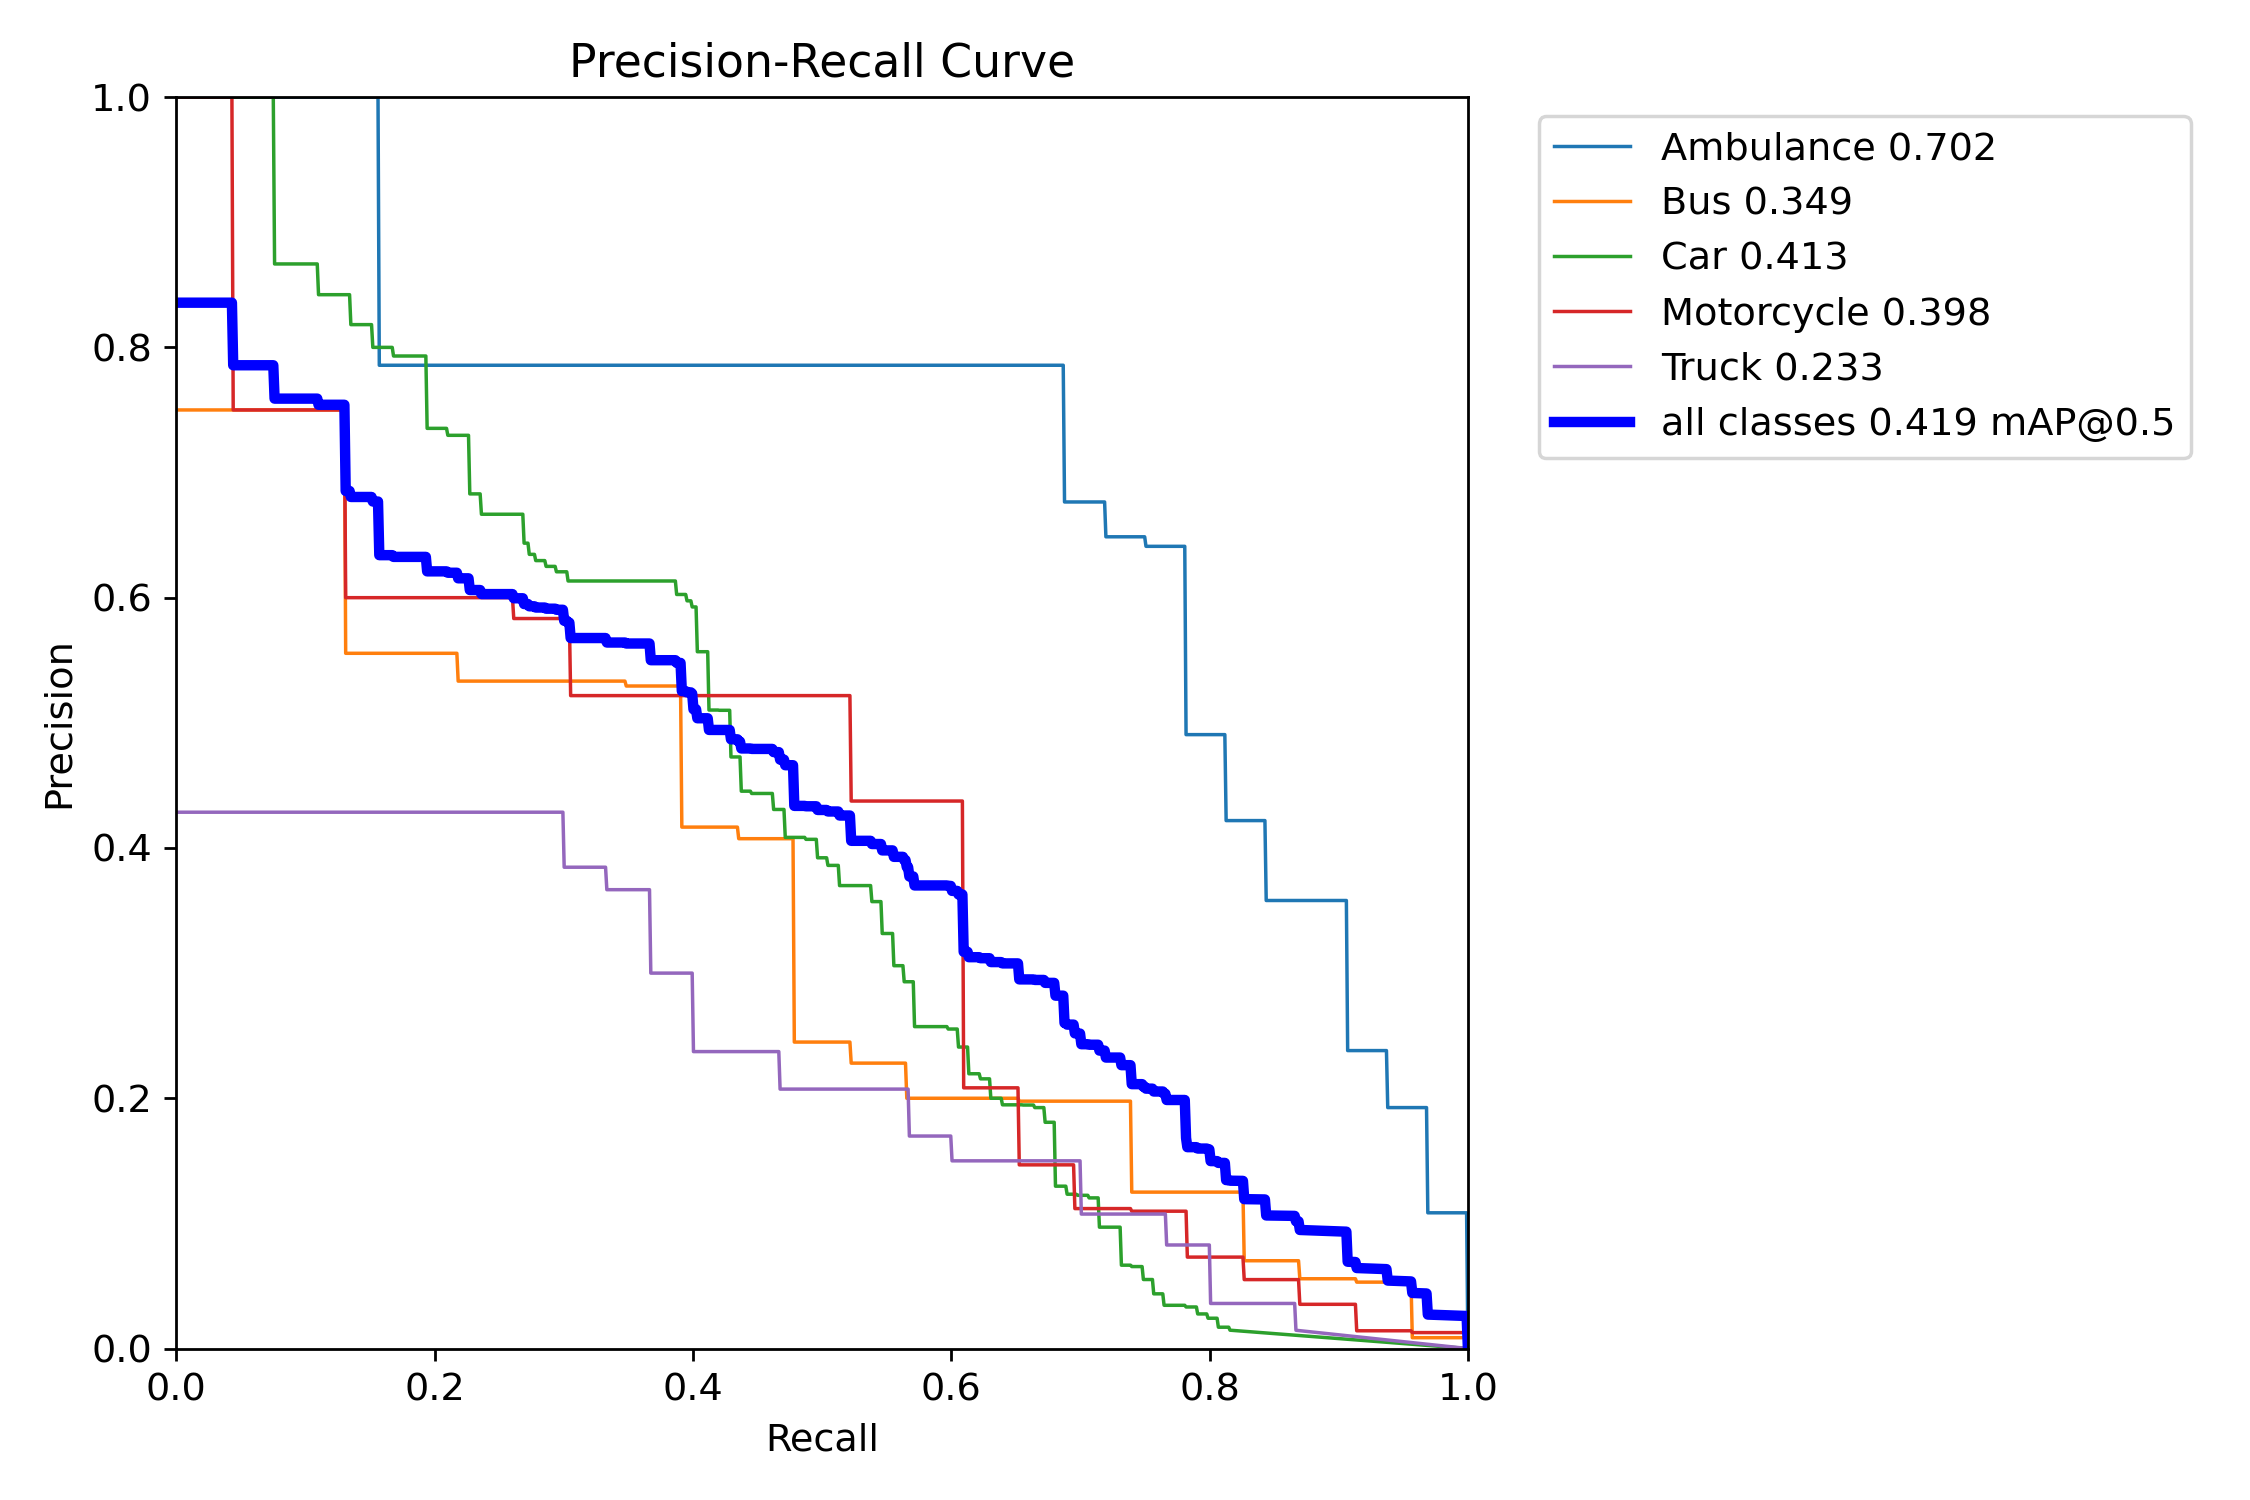 Precision-Recall Curve
1.0
0.8
0.6
0.4
0.2
0.0
Precision
0.0 0.2 0.4 0.6 0.8 1.0
Recall
Ambulance 0.702
Bus 0.349
Car 0.413
Motorcycle 0.398
Truck 0.233
all classes 0.419 mAP@0.5